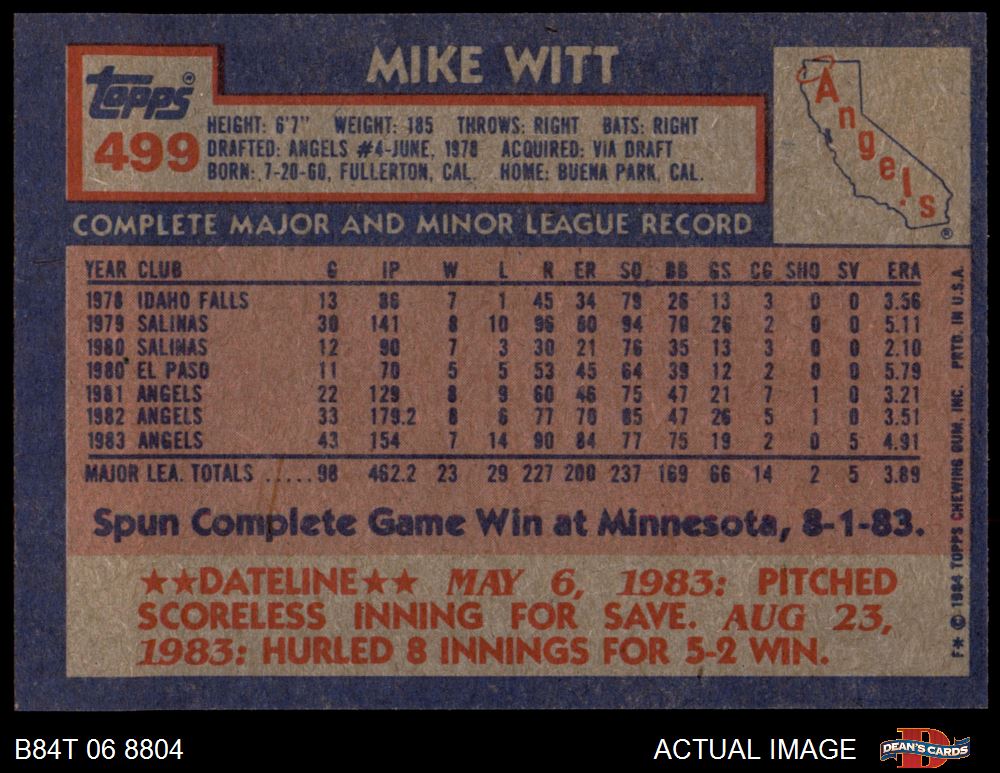 MIKE WITT
Topps®
499
HEIGHT: 6'7" WEIGHT: 185 THROWS: RIGHT BATS: RIGHT
DRAFTED: ANGELS #4-JUNE, 1978 ACQUIRED: VIA DRAFT
BORN: 7-20-60, FULLERTON, CAL. HOME: BUENA PARK, CAL.
Angels®
COMPLETE MAJOR AND MINOR LEAGUE RECORD
YEAR CLUB G IP W L R ER SO BB GS CG SHO SV ERA
1978 IDAHO FALLS 13 86 7 1 45 34 79 26 13 3 0 0 3.56
1979 SALINAS 30 141 8 10 96 80 94 70 26 2 0 0 5.11
1980 SALINAS 12 90 7 3 30 21 76 35 13 3 0 0 2.10
1980 EL PASO 11 70 5 5 53 45 64 39 12 2 0 0 5.79
1981 ANGELS 22 129 8 9 60 46 75 47 21 7 1 0 3.21
1982 ANGELS 33 179.2 8 6 77 70 85 47 26 5 1 0 3.51
1983 ANGELS 43 154 7 14 90 84 77 75 19 2 0 5 4.91
MAJOR LEA. TOTALS .....98 462.2 23 29 227 200 237 169 66 14 2 5 3.89
Spun Complete Game Win at Minnesota, 8-1-83.
★★DATELINE★★ MAY 6, 1983: PITCHED
SCORELESS INNING FOR SAVE. AUG 23,
1983: HURLED 8 INNINGS FOR 5-2 WIN.
F* © 1984 TOPPS CHEWING GUM, INC. PRTD. IN U.S.A.
B84T 06 8804
ACTUAL IMAGE
DEAN'S CARDS